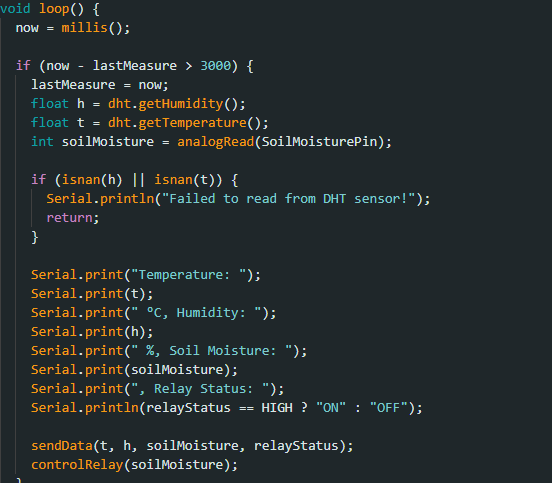 void loop() {
now = millis();
if (now - lastMeasure > 3000) {
lastMeasure = now;
float h = dht.getHumidity();
float t = dht.getTemperature();
int soilMoisture = analogRead(SoilMoisturePin);
if (isnan(h) || isnan(t)) {
Serial.println("Failed to read from DHT sensor!");
return;
}
Serial.print("Temperature: ");
Serial.print(t);
Serial.print(" ºC, Humidity: ");
Serial.print(h);
Serial.print(" %, Soil Moisture: ");
Serial.print(soilMoisture);
Serial.print(", Relay Status: ");
Serial.println(relayStatus == HIGH ? "ON" : "OFF");
sendData(t, h, soilMoisture, relayStatus);
controlRelay(soilMoisture);
}